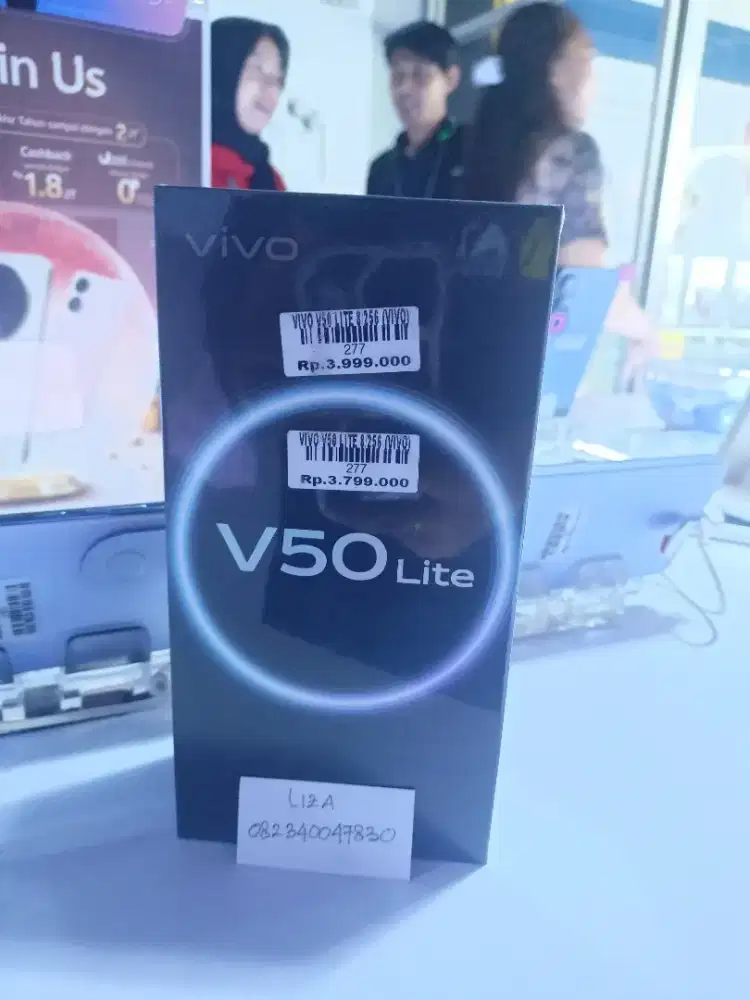 in Us
2
Cashback
1.8
0
vivo
VIVO V50 LITE 8.256 (VIVO)
277
Rp.3.999.000
VIVO V50 LITE 8.256 (VIVO)
277
Rp.3.799.000
V50 Lite
LIZA
082340047830